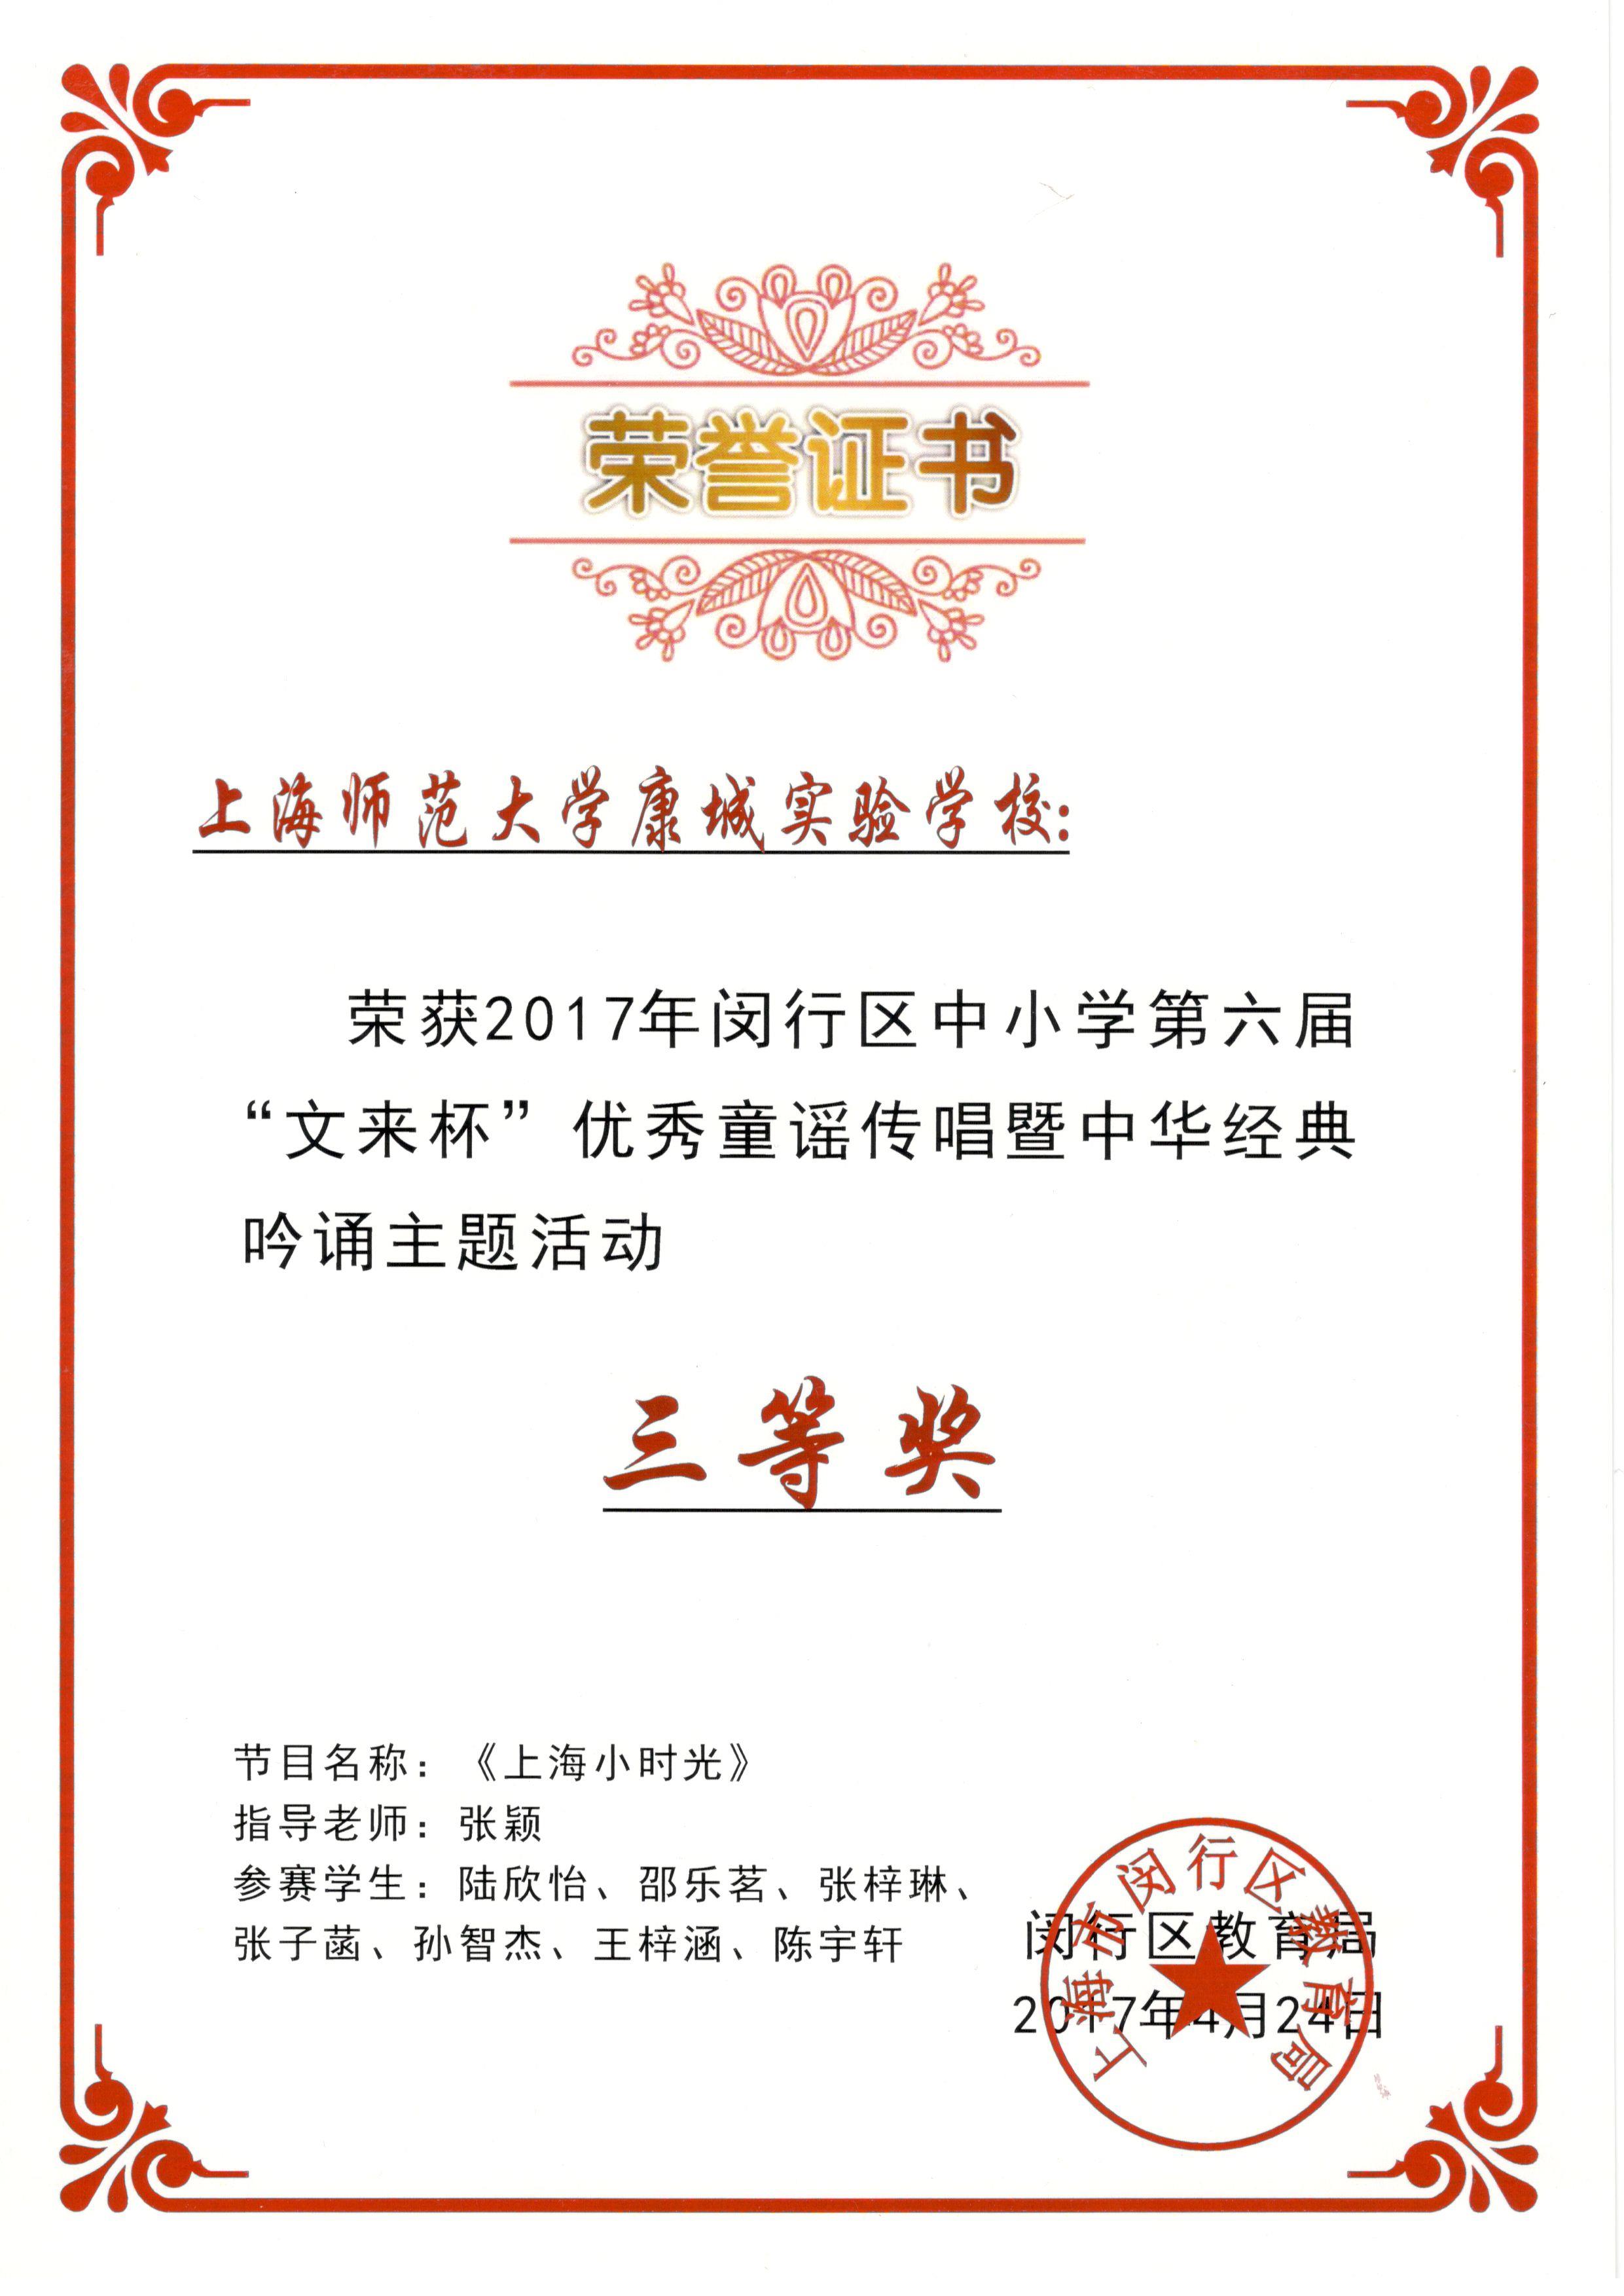 荣誉证书
上海师范大学康城实验学校：
荣获2017年闵行区中小学第六届
“文来杯”优秀童谣传唱暨中华经典
吟诵主题活动
三等奖
节目名称：《上海小时光》
指导老师：张颖
参赛学生：陆欣怡、邵乐茗、张梓琳、
张子菡、孙智杰、王梓涵、陈宇轩
闵行区教育局
2017年4月24日
上海市闵行区教育局